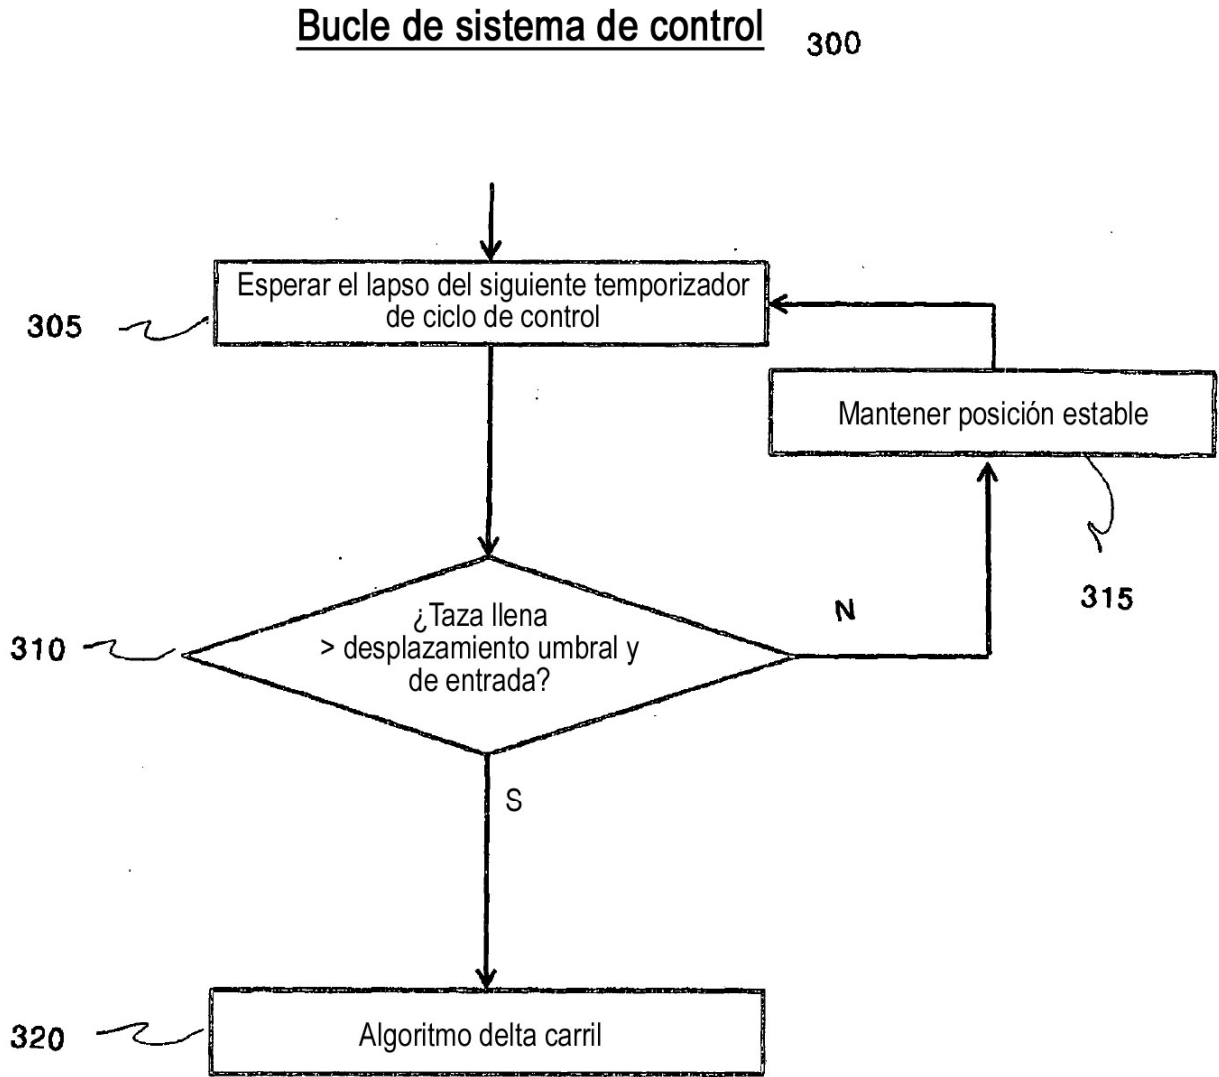 Bucle de sistema de control
300
Esperar el lapso del siguiente temporizador
de ciclo de control
305
Mantener posición estable
315
¿Taza llena
> desplazamiento umbral y
de entrada?
310
N
S
Algoritmo delta carril
320